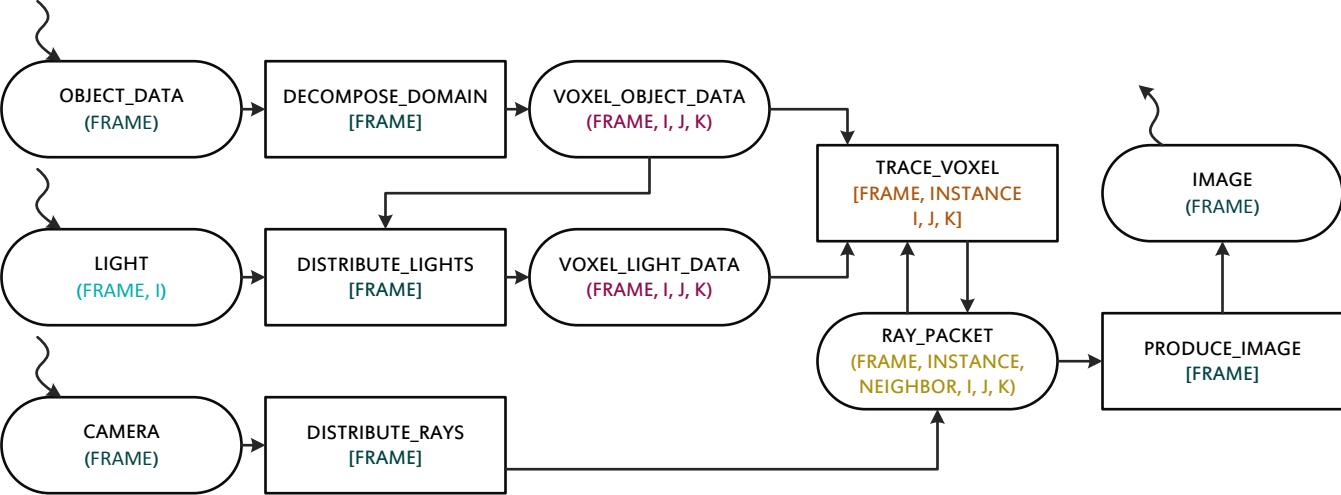 OBJECT_DATA
(FRAME)
DECOMPOSE_DOMAIN
[FRAME]
VOXEL_OBJECT_DATA
(FRAME, I, J, K)
TRACE_VOXEL
[FRAME, INSTANCE
I, J, K]
IMAGE
(FRAME)
LIGHT
(FRAME, I)
DISTRIBUTE_LIGHTS
[FRAME]
VOXEL_LIGHT_DATA
(FRAME, I, J, K)
RAY_PACKET
(FRAME, INSTANCE,
NEIGHBOR, I, J, K)
PRODUCE_IMAGE
[FRAME]
CAMERA
(FRAME)
DISTRIBUTE_RAYS
[FRAME]